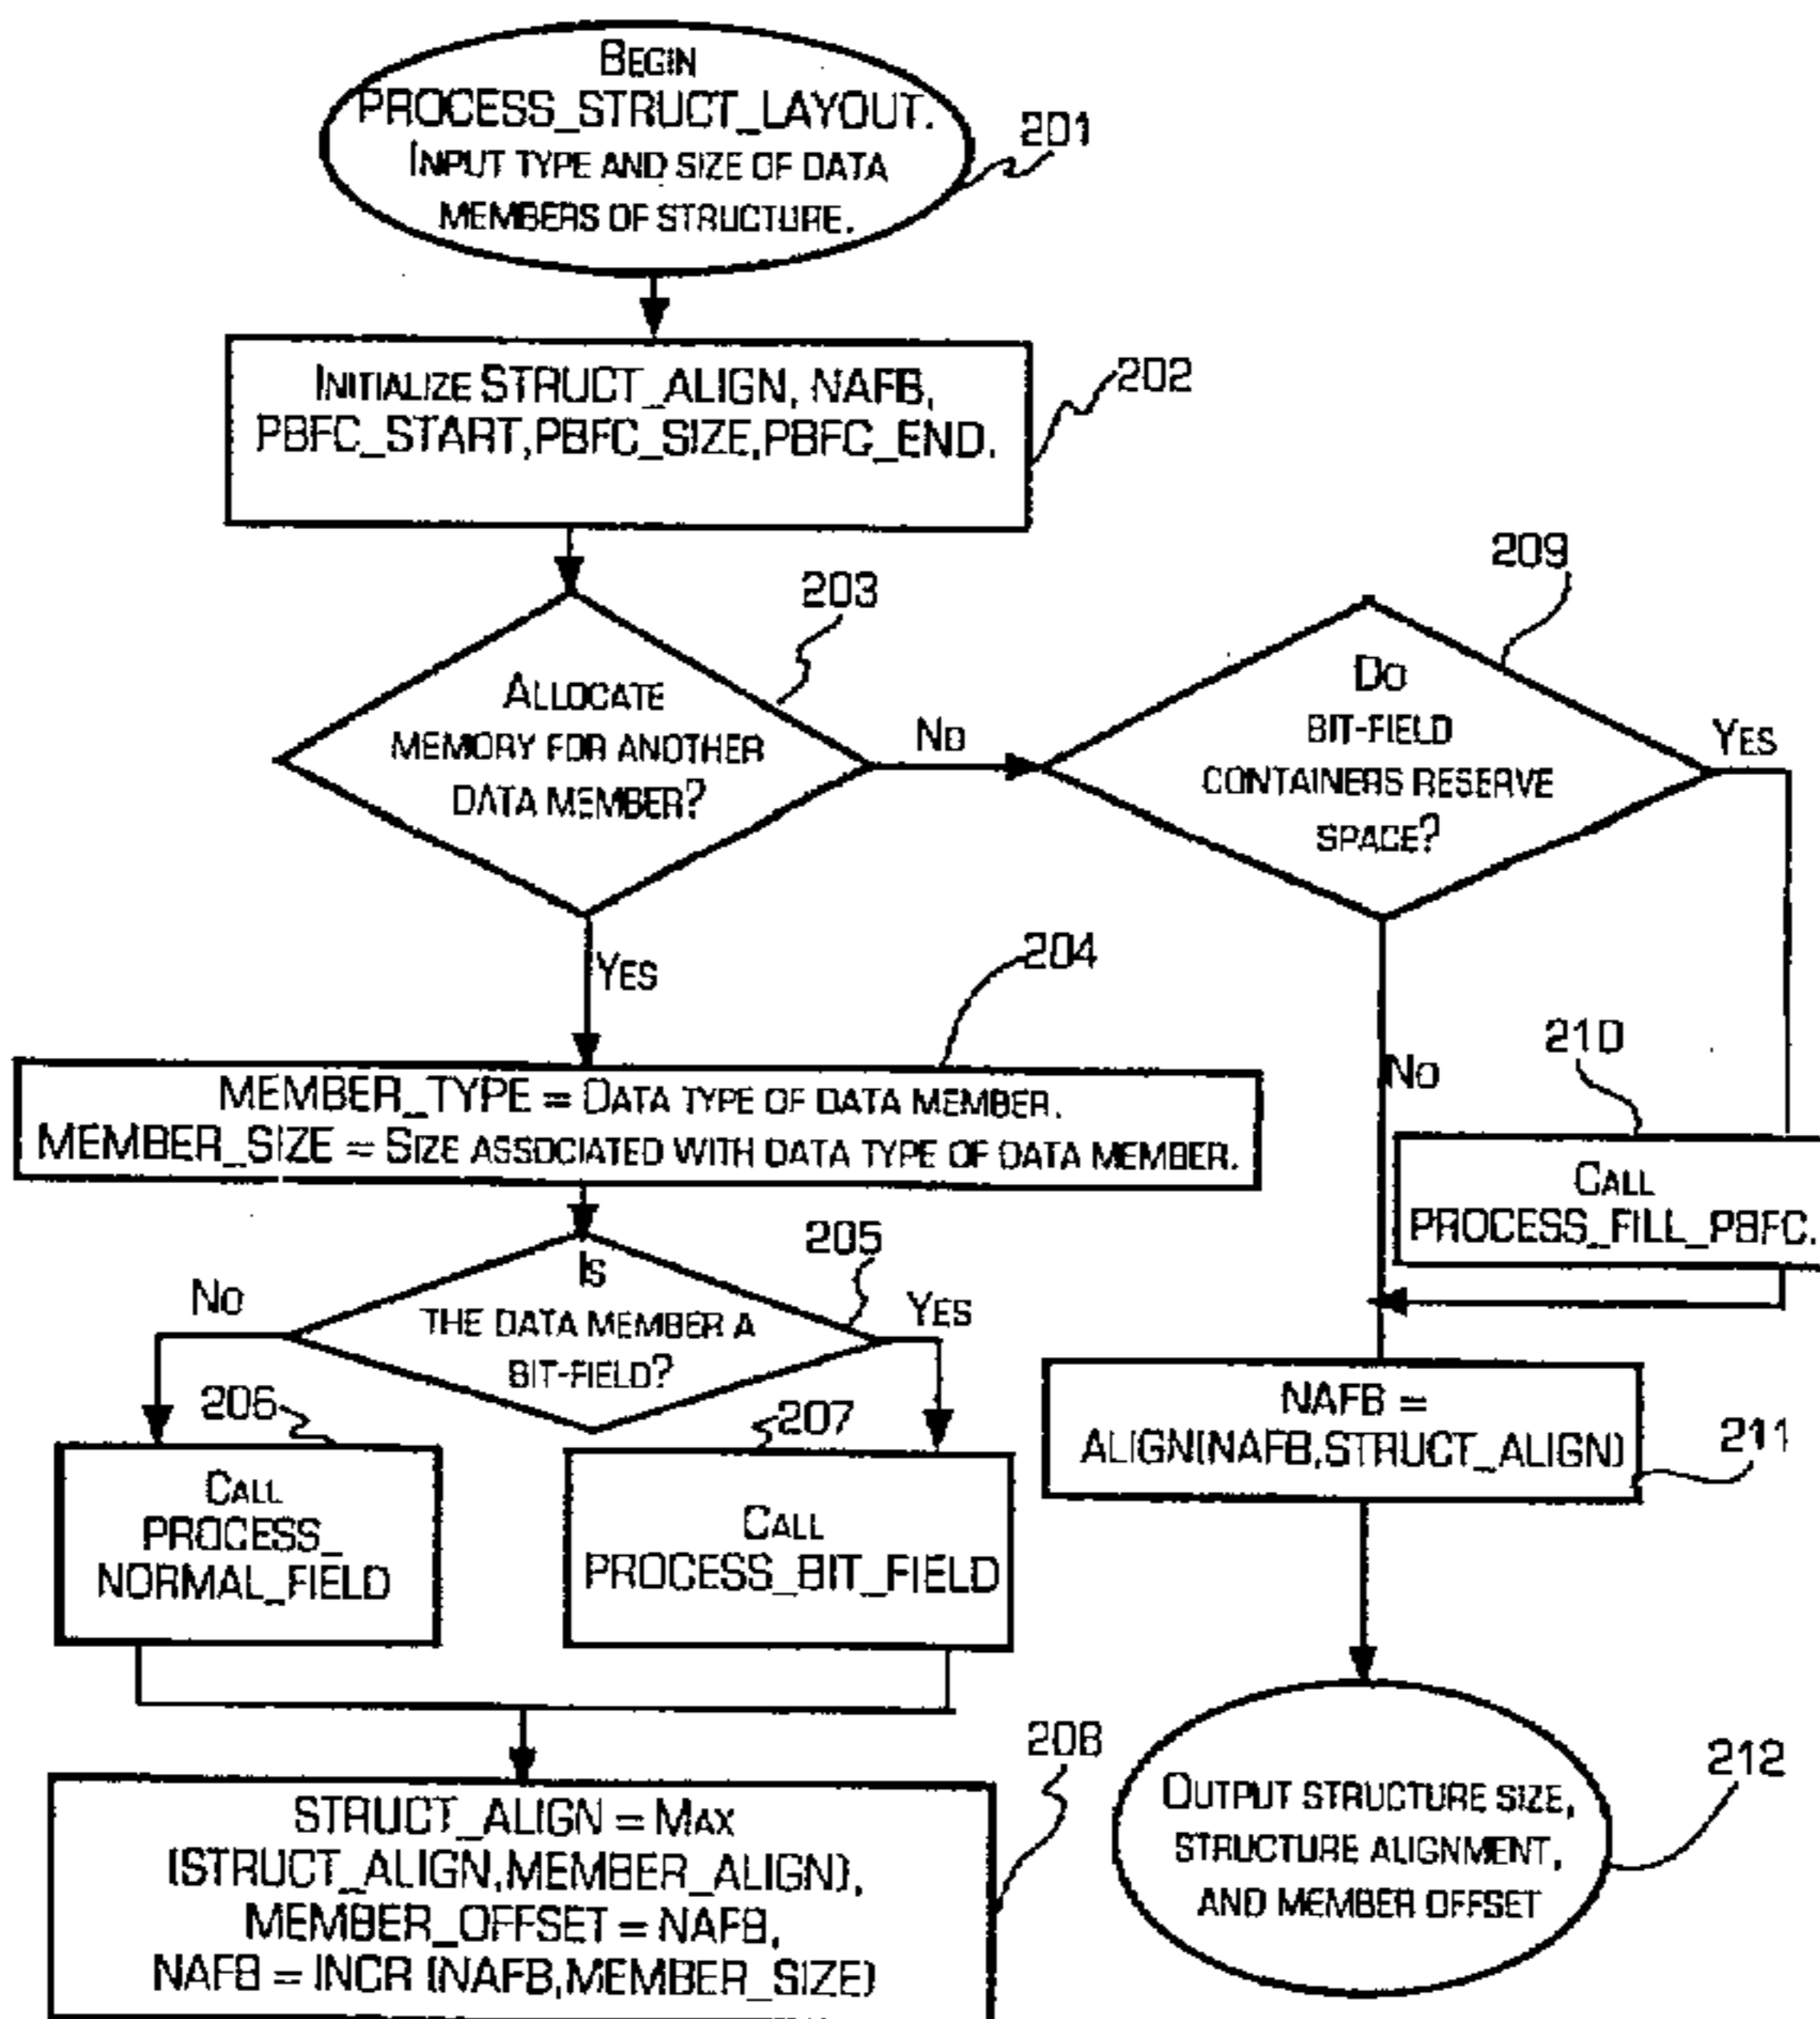 BEGIN
PROCESS_STRUCT_LAYOUT.
INPUT TYPE AND SIZE OF DATA
MEMBERS OF STRUCTURE.
201
INITIALIZE STRUCT_ALIGN, NAFB,
PBFC_START,PBFC_SIZE,PBFC_END.
202
ALLOCATE
MEMORY FOR ANOTHER
DATA MEMBER?
203
NO
YES
DO
BIT-FIELD
CONTAINERS RESERVE
SPACE?
209
YES
NO
MEMBER_TYPE = DATA TYPE OF DATA MEMBER.
MEMBER_SIZE = SIZE ASSOCIATED WITH DATA TYPE OF DATA MEMBER.
204
CALL
PROCESS_FILL_PBFC.
210
IS
THE DATA MEMBER A
BIT-FIELD?
205
NO
YES
CALL
PROCESS_
NORMAL_FIELD
206
CALL
PROCESS_BIT_FIELD
207
NAFB =
ALIGN(NAFB,STRUCT_ALIGN)
211
STRUCT_ALIGN = MAX
(STRUCT_ALIGN,MEMBER_ALIGN),
MEMBER_OFFSET = NAFB,
NAFB = INCR (NAFB,MEMBER_SIZE)
208
OUTPUT STRUCTURE SIZE,
STRUCTURE ALIGNMENT,
AND MEMBER OFFSET
212